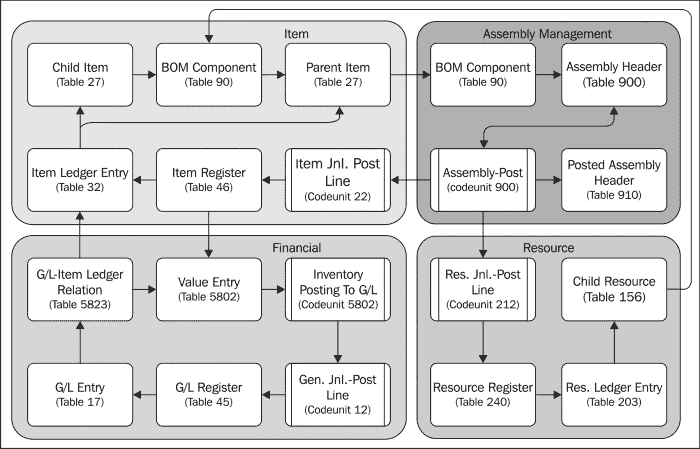 Item
Child Item
(Table 27)
BOM Component
(Table 90)
Parent Item
(Table 27)
Item Ledger Entry
(Table 32)
Item Register
(Table 46)
Item Jnl. Post
Line
(Codeunit 22)
Assembly Management
BOM Component
(Table 90)
Assembly Header
(Table 900)
Assembly-Post
(codeunit 900)
Posted Assembly
Header
(Table 910)
Financial
G/L-Item Ledger
Relation
(Table 5823)
Value Entry
(Table 5802)
Inventory
Posting To G/L
(Codeunit 5802)
G/L Entry
(Table 17)
G/L Register
(Table 45)
Gen. Jnl.-Post
Line
(Codeunit 12)
Resource
Res. Jnl.-Post
Line
(Codeunit 212)
Child Resource
(Table 156)
Resource Register
(Table 240)
Res. Ledger Entry
(Table 203)